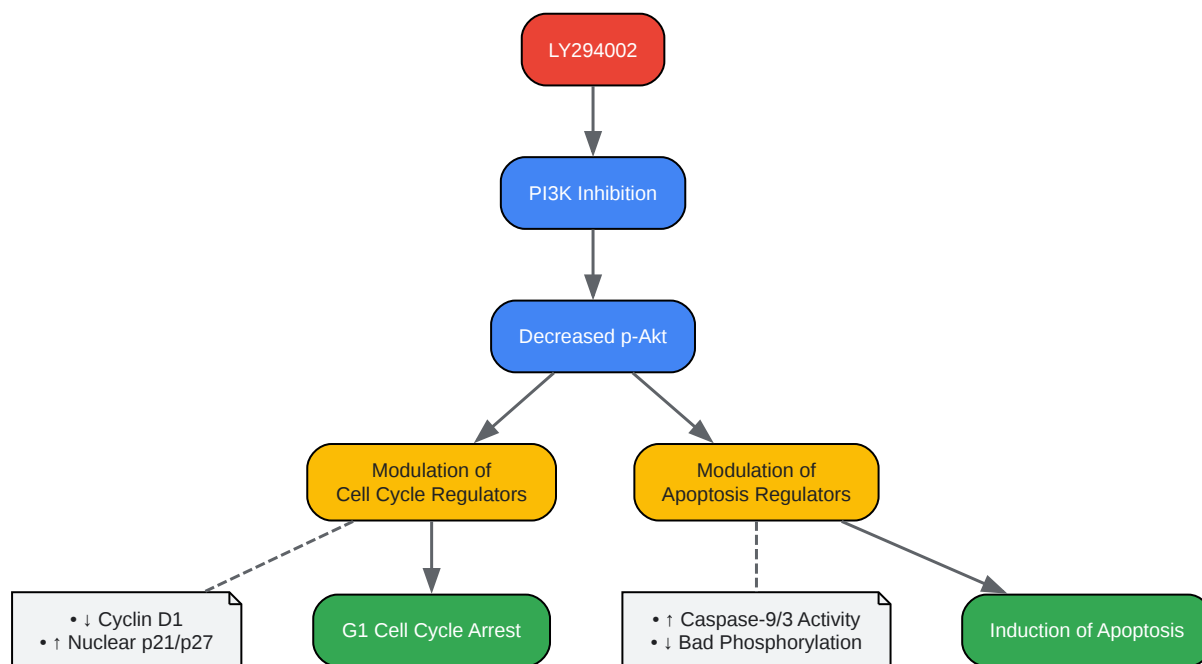 LY294002
PI3K Inhibition
Decreased p-Akt
Modulation of
Cell Cycle Regulators
Modulation of
Apoptosis Regulators
• ↓ Cyclin D1
• ↑ Nuclear p21/p27
G1 Cell Cycle Arrest
• ↑ Caspase-9/3 Activity
• ↓ Bad Phosphorylation
Induction of Apoptosis